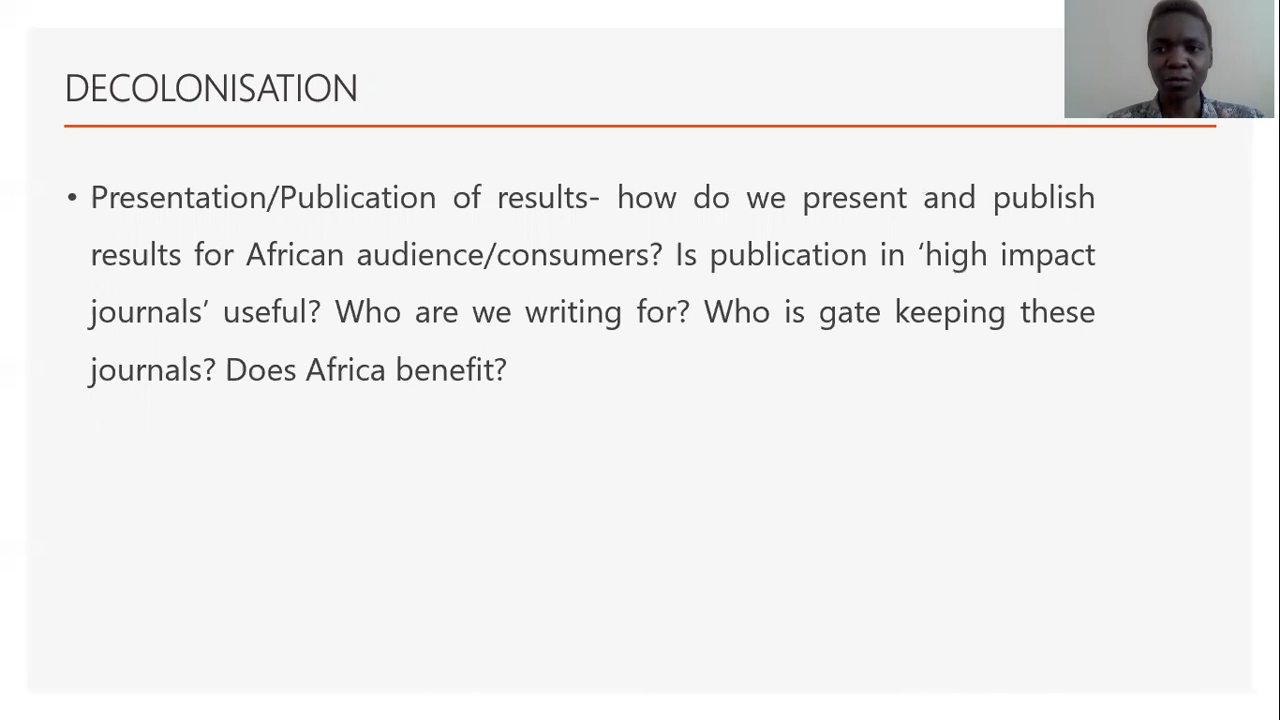 DECOLONISATION
• Presentation/Publication of results- how do we present and publish
results for African audience/consumers? Is publication in ‘high impact
journals’ useful? Who are we writing for? Who is gate keeping these
journals? Does Africa benefit?